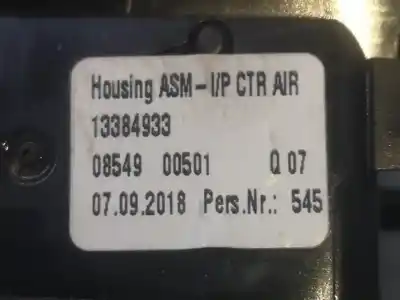 Housing ASM-I/P CTR AIR
13384933
08549 00501 Q 07
07.09.2018 Pers.Nr.: 545